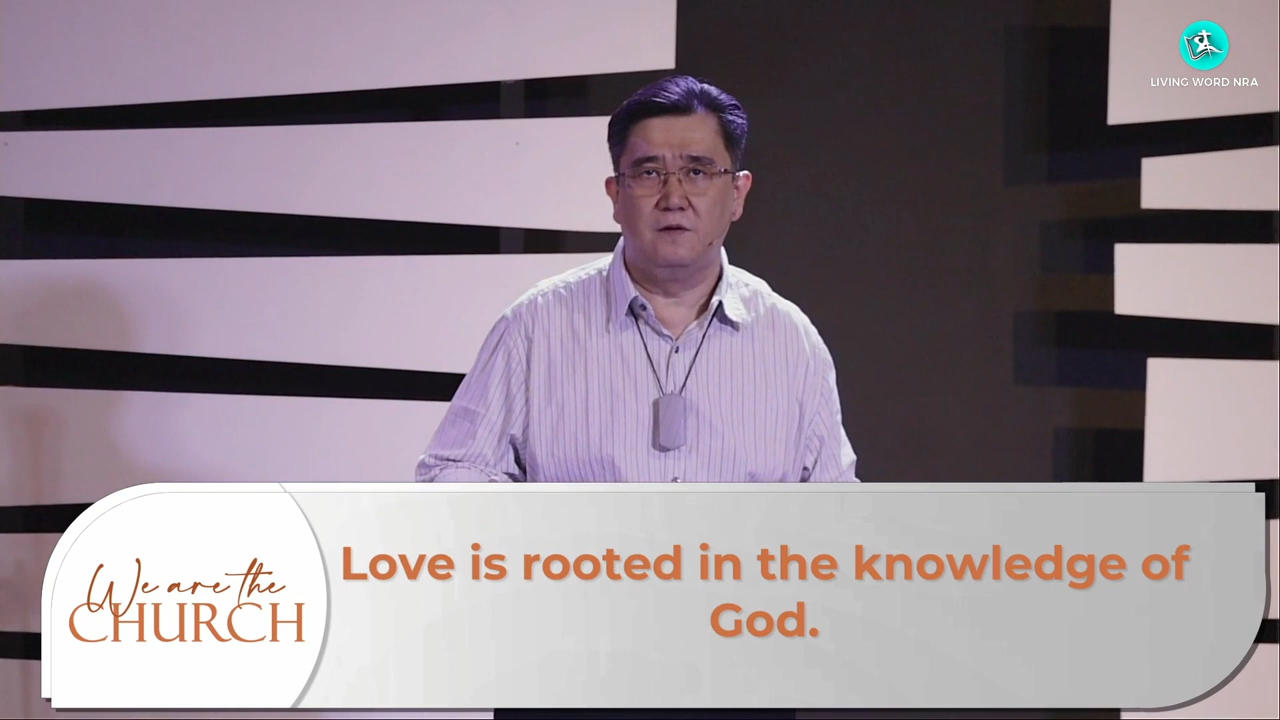 LIVING WORD NRA
We are the
CHURCH
Love is rooted in the knowledge of
God.